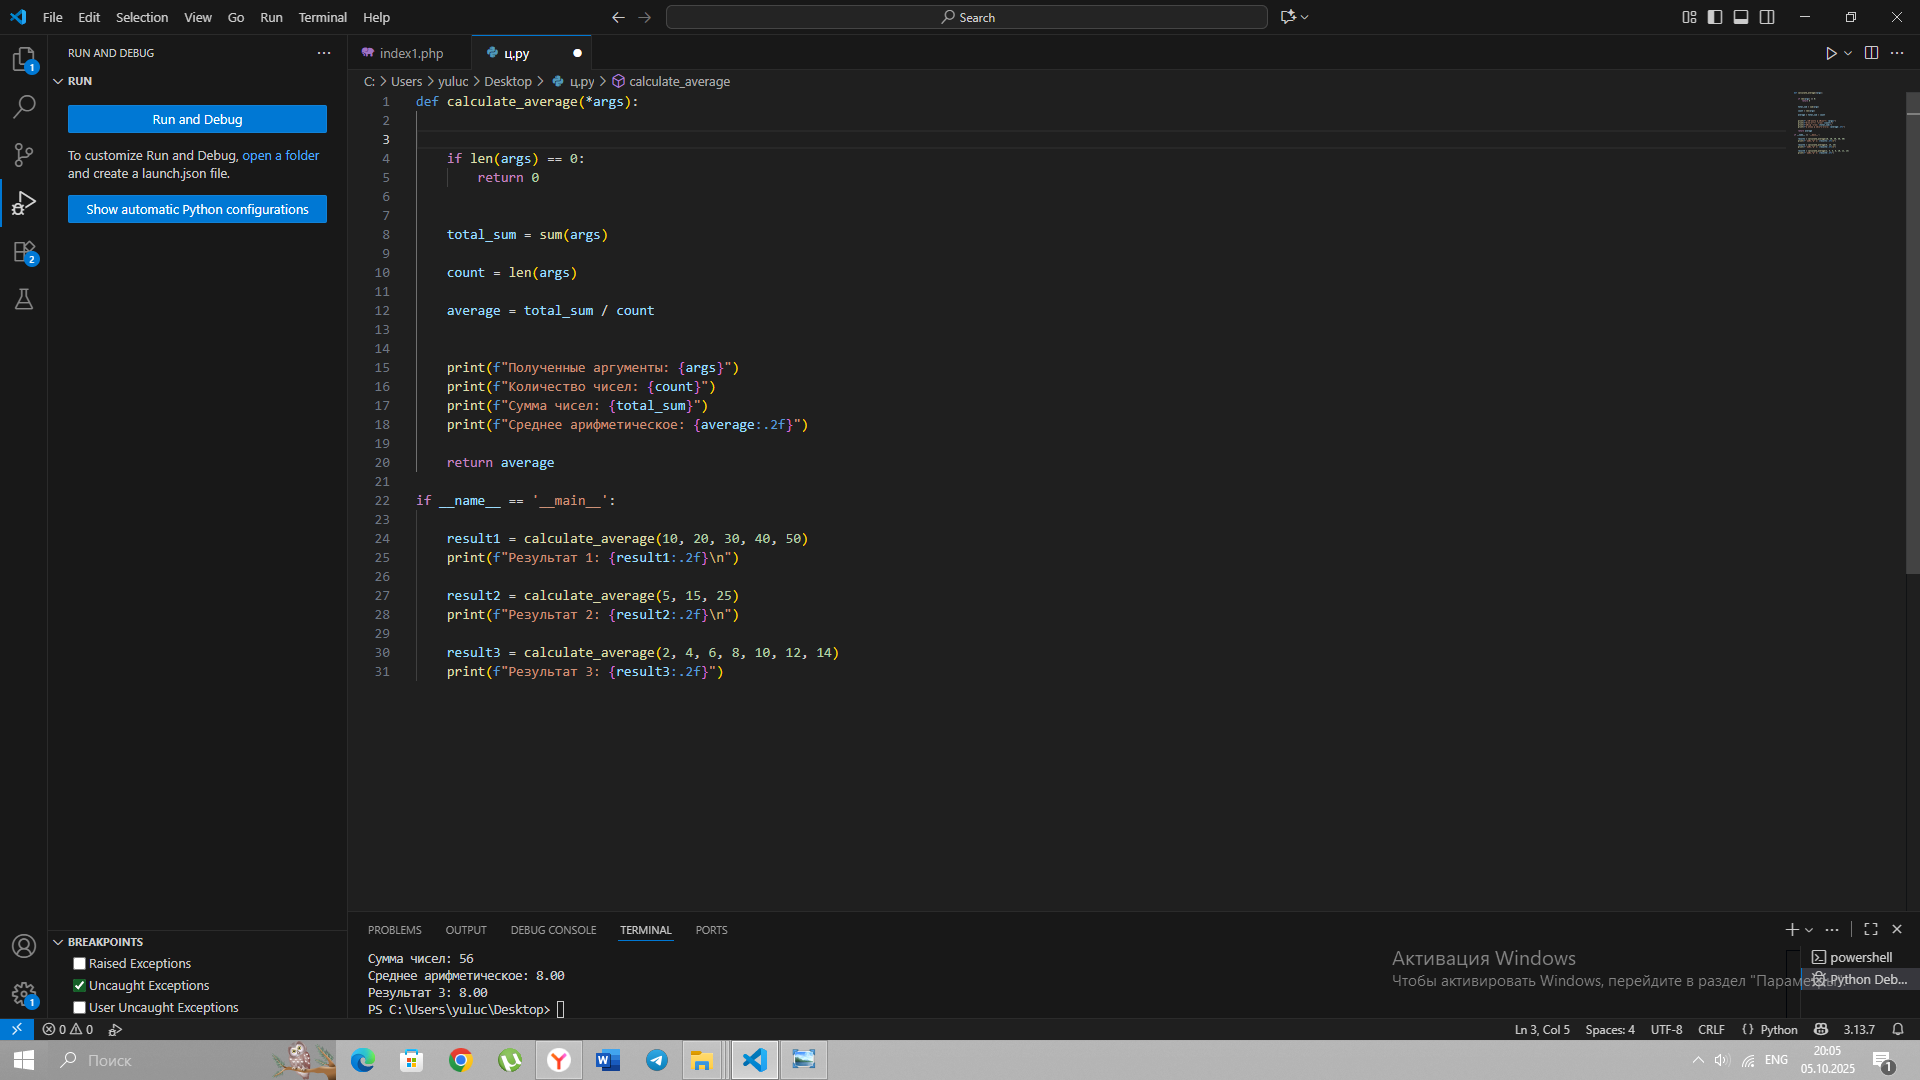 File Edit Selection View Go Run Terminal Help
Search
RUN AND DEBUG
RUN
Run and Debug
To customize Run and Debug, open a folder
and create a launch.json file.
Show automatic Python configurations
1
2
1
index1.php
ц.py
C: > Users > yuluc > Desktop > ц.py > calculate_average
1 def calculate_average(*args):
2
3
4 if len(args) == 0:
5 return 0
6
7
8 total_sum = sum(args)
9
10 count = len(args)
11
12 average = total_sum / count
13
14
15 print(f"Полученные аргументы: {args}")
16 print(f"Количество чисел: {count}")
17 print(f"Сумма чисел: {total_sum}")
18 print(f"Среднее арифметическое: {average:.2f}")
19
20 return average
21
22 if __name__ == '__main__':
23
24 result1 = calculate_average(10, 20, 30, 40, 50)
25 print(f"Результат 1: {result1:.2f}\n")
26
27 result2 = calculate_average(5, 15, 25)
28 print(f"Результат 2: {result2:.2f}\n")
29
30 result3 = calculate_average(2, 4, 6, 8, 10, 12, 14)
31 print(f"Результат 3: {result3:.2f}")
BREAKPOINTS
Raised Exceptions
Uncaught Exceptions
User Uncaught Exceptions
PROBLEMS OUTPUT DEBUG CONSOLE TERMINAL PORTS
Сумма чисел: 56
Среднее арифметическое: 8.00
Результат 3: 8.00
PS C:\Users\yuluc\Desktop>
powershell
Python Deb...
Активация Windows
Чтобы активировать Windows, перейдите в раздел
0 0
Ln 3, Col 5 Spaces: 4 UTF-8 CRLF {} Python 3.13.7
Поиск
ENG
20:05
05.10.2025
1